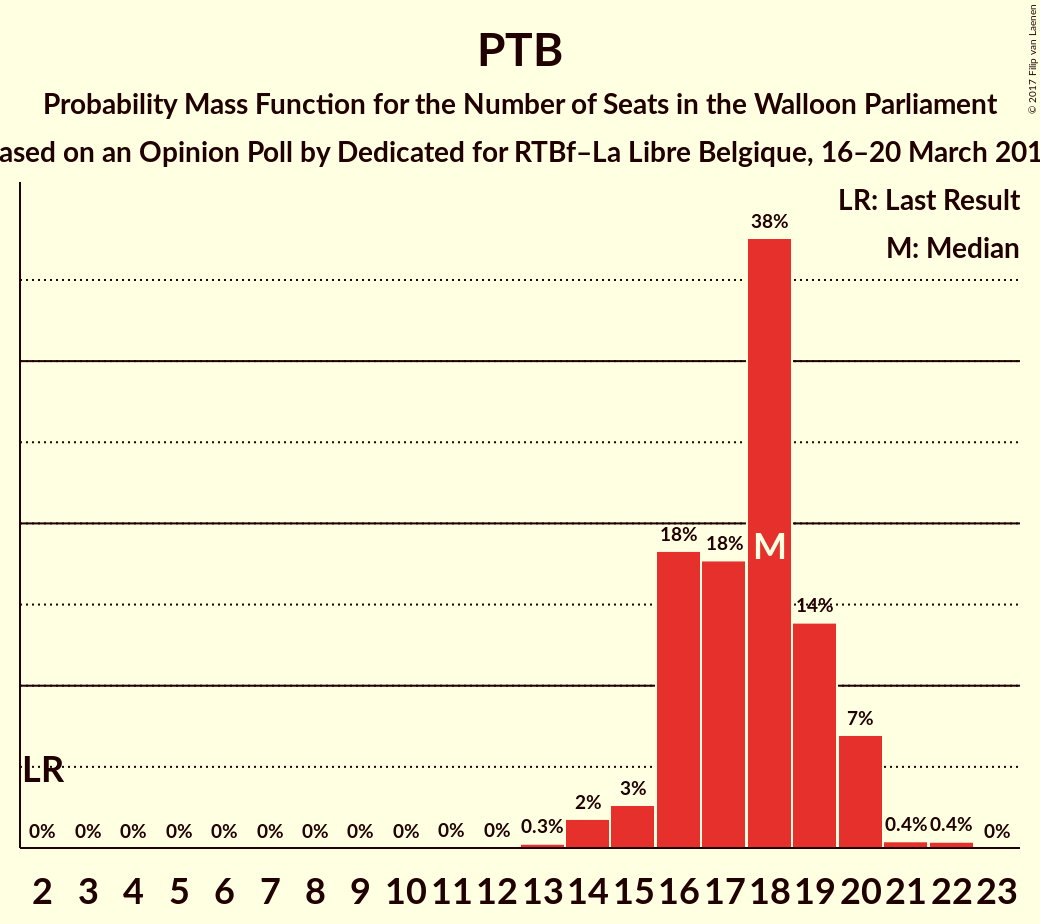 PTB
Probability Mass Function for the Number of Seats in the Walloon Parliament
ased on an Opinion Poll by Dedicated for RTBf–La Libre Belgique, 16–20 March 201
© 2017 Filip van Laenen
LR: Last Result
M: Median
38%
18%
18%
M
14%
7%
LR
3%
2%
0% 0% 0% 0% 0% 0% 0% 0% 0% 0% 0% 0.3% 0.4% 0.4% 0%
2 3 4 5 6 7 8 9 10 11 12 13 14 15 16 17 18 19 20 21 22 23